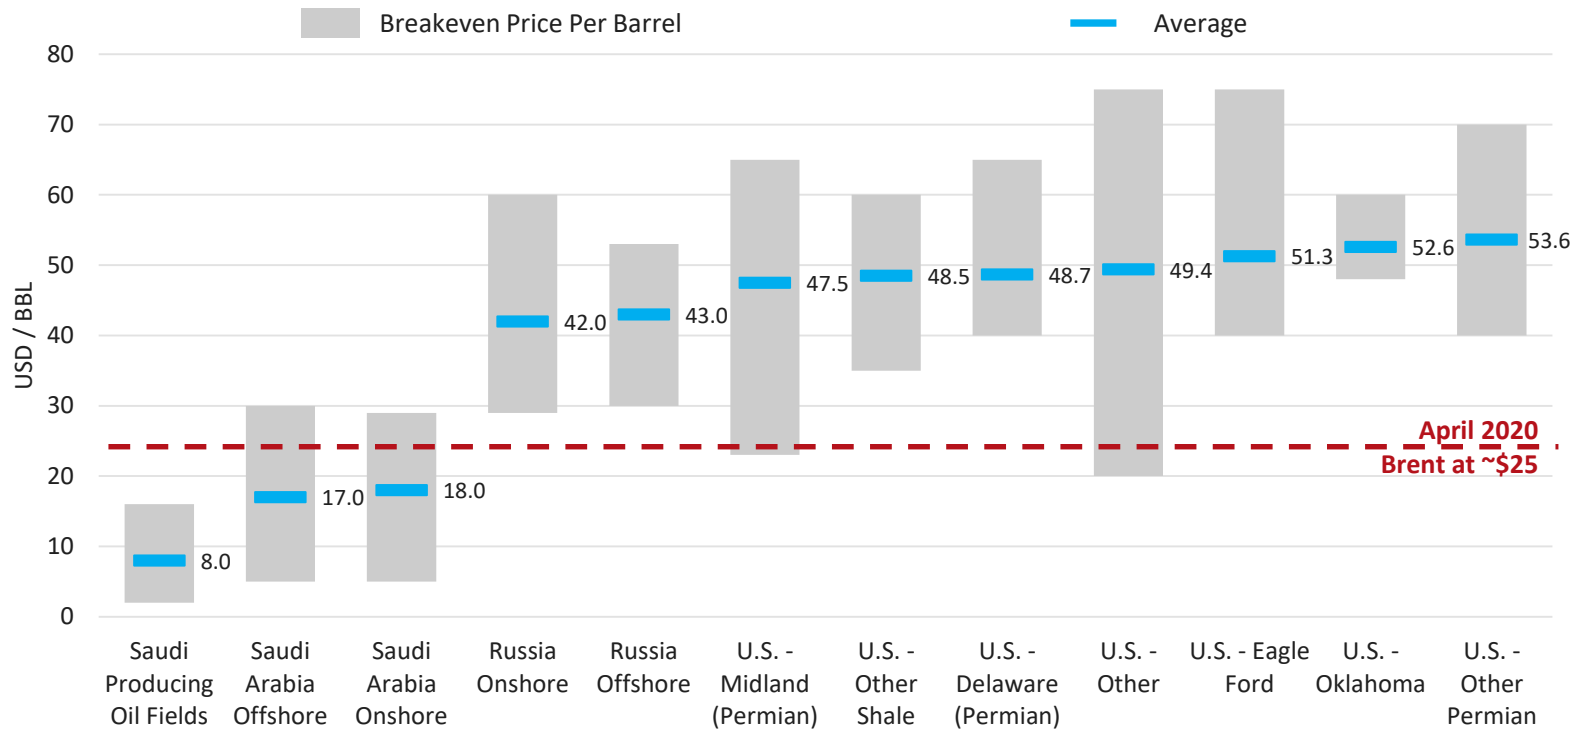 Breakeven Price Per Barrel
Average
80
70
60
50
40
30
20
10
0
USD / BBL
8.0
17.0
18.0
42.0
43.0
47.5
48.5
48.7
49.4
51.3
52.6
53.6
April 2020
Brent at ~$25
Saudi
Producing
Oil Fields
Saudi
Arabia
Offshore
Saudi
Arabia
Onshore
Russia
Onshore
Russia
Offshore
U.S. -
Midland
(Permian)
U.S. -
Other
Shale
U.S. -
Delaware
(Permian)
U.S. -
Other
U.S. - Eagle
Ford
U.S. -
Oklahoma
U.S. -
Other
Permian